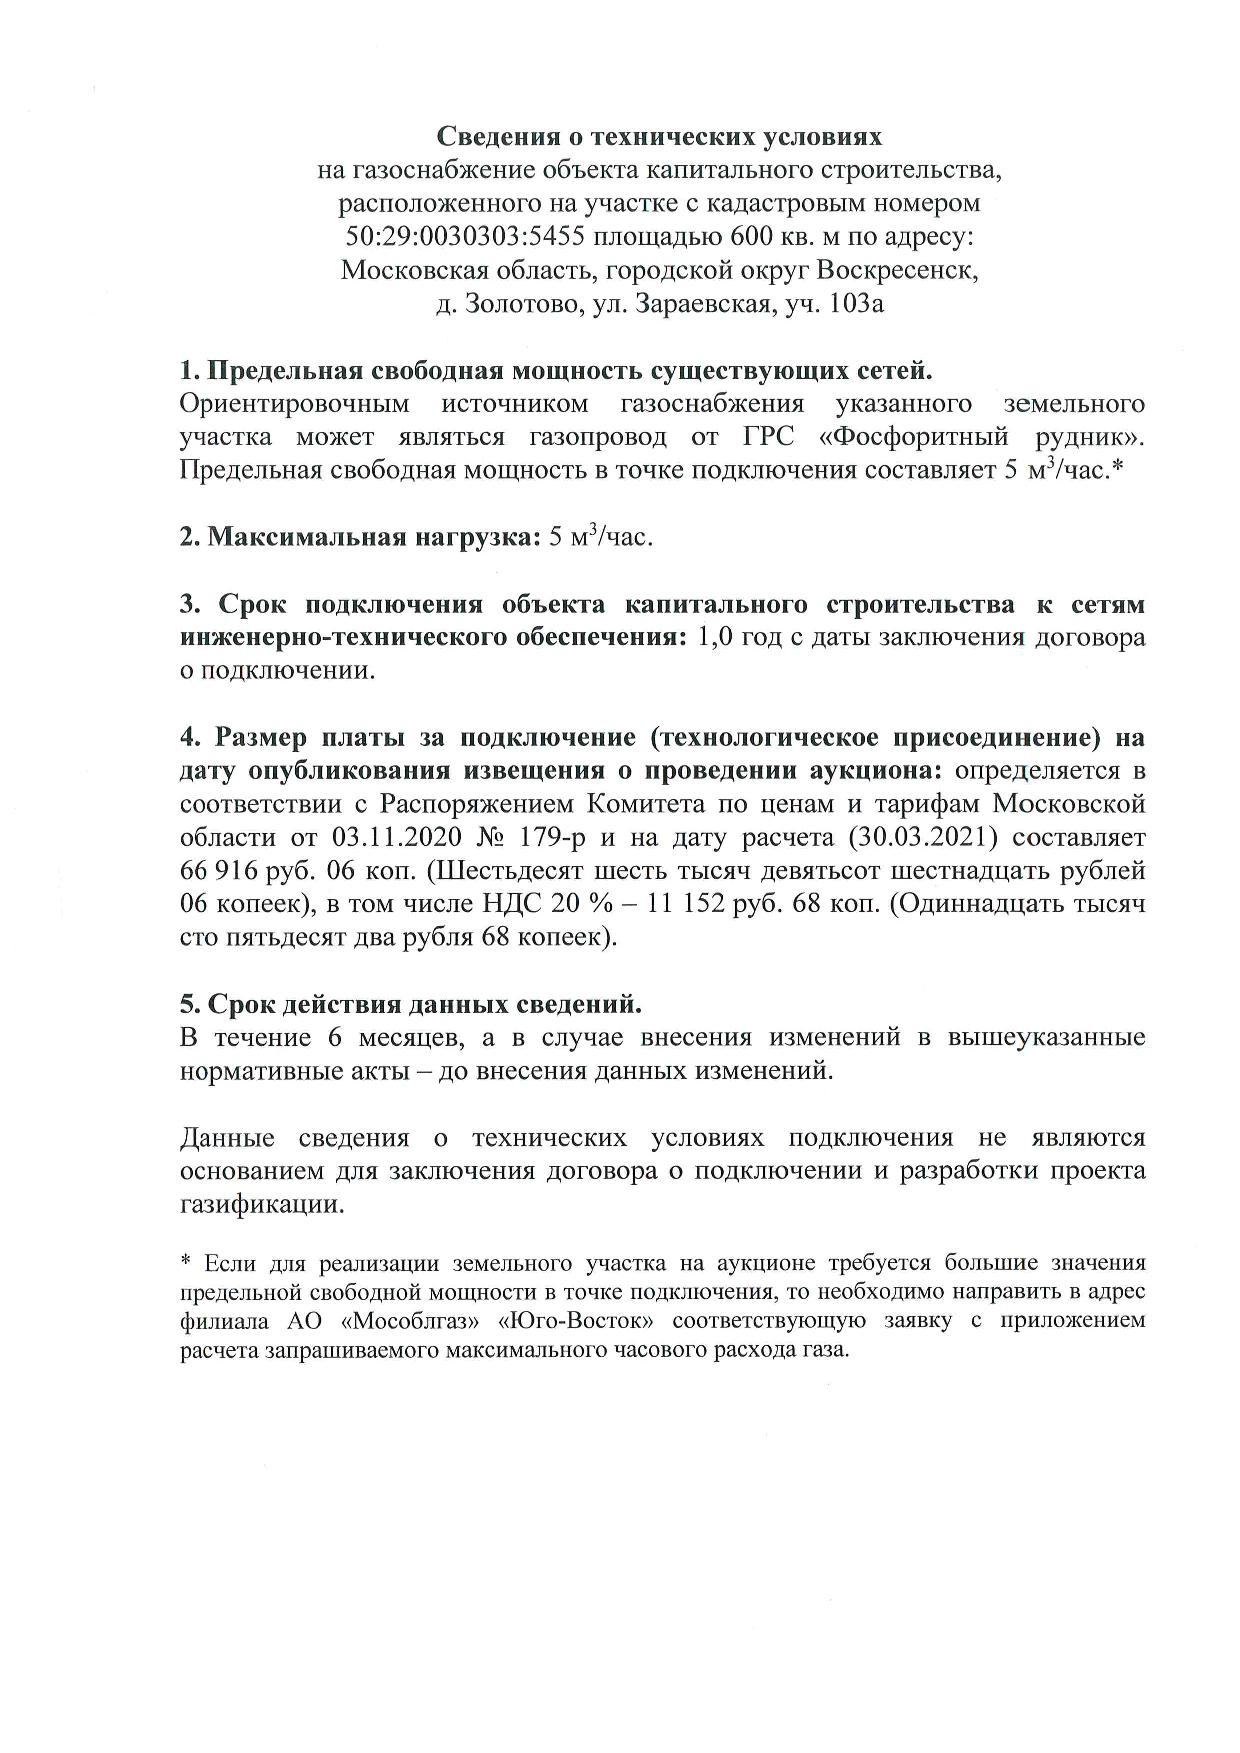 Сведения о технических условиях
на газоснабжение объекта капитального строительства,
расположенного на участке с кадастровым номером
50:29:0030303:5455 площадью 600 кв. м по адресу:
Московская область, городской округ Воскресенск,
д. Золотово, ул. Зараевская, уч. 103а
1. Предельная свободная мощность существующих сетей.
Ориентировочным источником газоснабжения указанного земельного
участка может являться газопровод от ГРС «Фосфоритный рудник».
Предельная свободная мощность в точке подключения составляет 5 м³/час.*
2. Максимальная нагрузка: 5 м³/час.
3. Срок подключения объекта капитального строительства к сетям
инженерно-технического обеспечения: 1,0 год с даты заключения договора
о подключении.
4. Размер платы за подключение (технологическое присоединение) на
дату опубликования извещения о проведении аукциона: определяется в
соответствии с Распоряжением Комитета по ценам и тарифам Московской
области от 03.11.2020 № 179-р и на дату расчета (30.03.2021) составляет
66 916 руб. 06 коп. (Шестьдесят шесть тысяч девятьсот шестнадцать рублей
06 копеек), в том числе НДС 20 % – 11 152 руб. 68 коп. (Одиннадцать тысяч
сто пятьдесят два рубля 68 копеек).
5. Срок действия данных сведений.
В течение 6 месяцев, а в случае внесения изменений в вышеуказанные
нормативные акты – до внесения данных изменений.
Данные сведения о технических условиях подключения не являются
основанием для заключения договора о подключении и разработки проекта
газификации.
* Если для реализации земельного участка на аукционе требуется большие значения
предельной свободной мощности в точке подключения, то необходимо направить в адрес
филиала АО «Мособлгаз» «Юго-Восток» соответствующую заявку с приложением
расчета запрашиваемого максимального часового расхода газа.